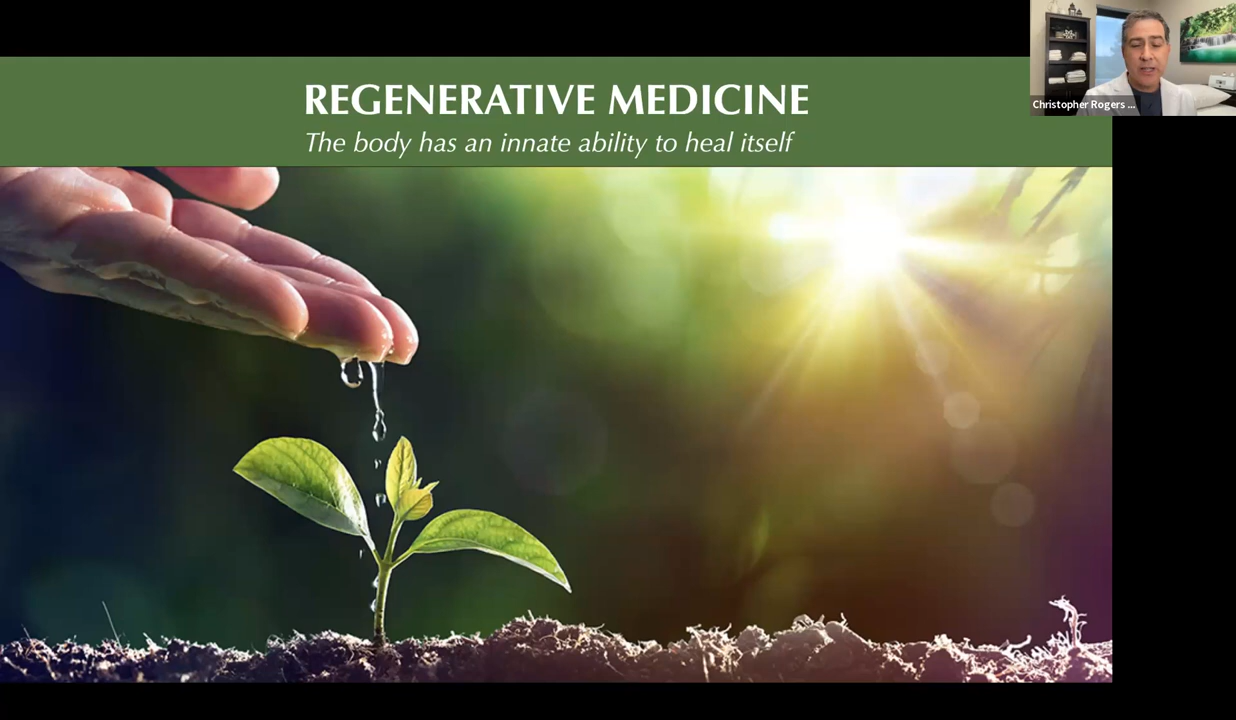 REGENERATIVE MEDICINE
The body has an innate ability to heal itself
Christopher Rogers ...